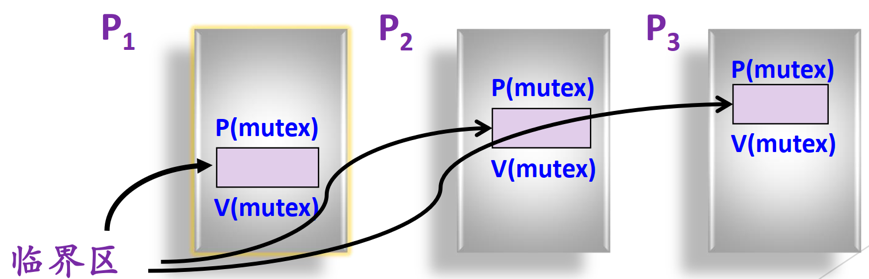 P1
P(mutex)
V(mutex)
P2
P(mutex)
V(mutex)
P3
P(mutex)
V(mutex)
临界区